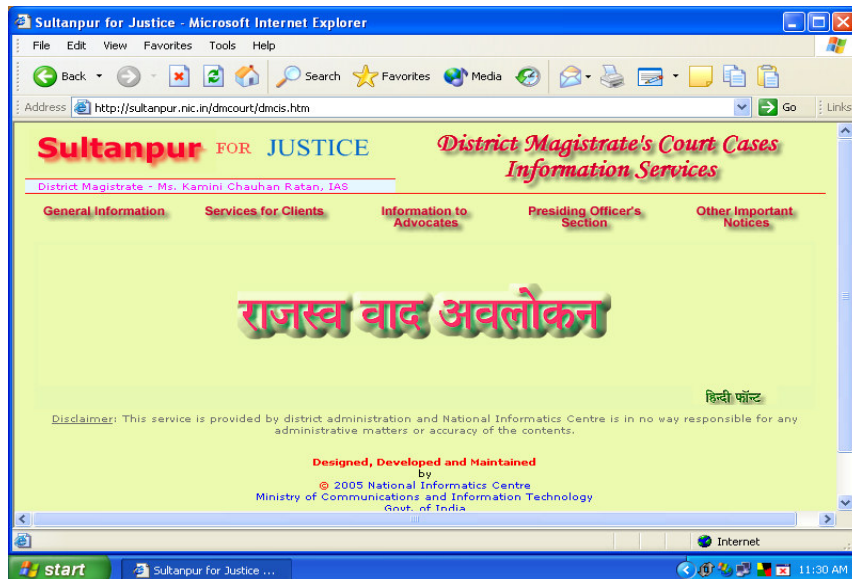 Sultanpur for Justice - Microsoft Internet Explorer
File Edit View Favorites Tools Help
Back Search Favorites Media
Address http://sultanpur.nic.in/dmcourt/dmcis.htm Go Links
Sultanpur FOR JUSTICE
District Magistrate's Court Cases
Information Services
District Magistrate - Ms. Kamini Chauhan Ratan, IAS
General Information
Services for Clients
Information to
Advocates
Presiding Officer's
Section
Other Important
Notices
राजस्व वाद अवलोकन
हिन्दी फॉन्ट
Disclaimer: This service is provided by district administration and National Informatics Centre is in no way responsible for any
administrative matters or accuracy of the contents.
Designed, Developed and Maintained
by
© 2005 National Informatics Centre
Ministry of Communications and Information Technology
Govt. of India
Internet
start Sultanpur for Justice ... 11:30 AM